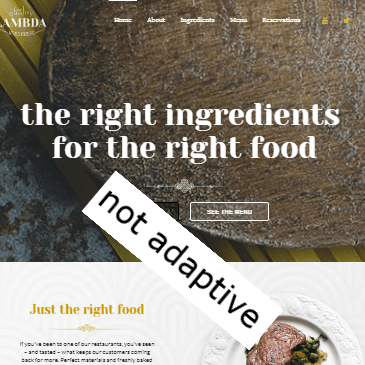 LAMBDA
Home About Ingredients Menu Reservations
the right ingredients
for the right food
SEE THE MENU
not adaptive
Just the right food
If you've been to one of our restaurants, you've seen
– and tasted – what keeps our customers coming
back for more. Perfect materials and freshly baked